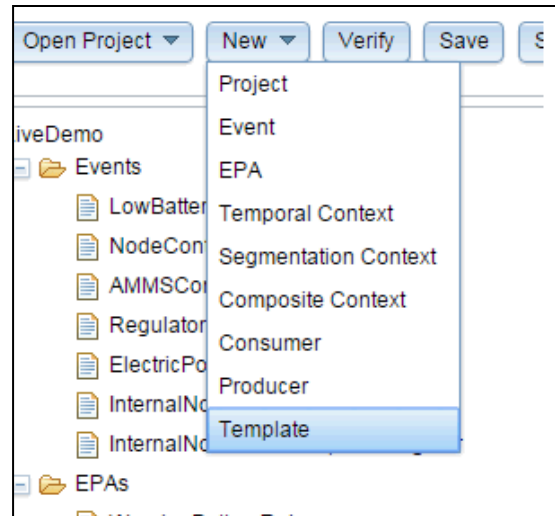 Open Project New Verify Save S
Project
iveDemo
Event
Events
EPA
LowBatter
Temporal Context
NodeCon
Segmentation Context
AMMSCo
Composite Context
Regulator
Consumer
ElectricPo
Producer
InternalNo
Template
InternalNo
EPAs